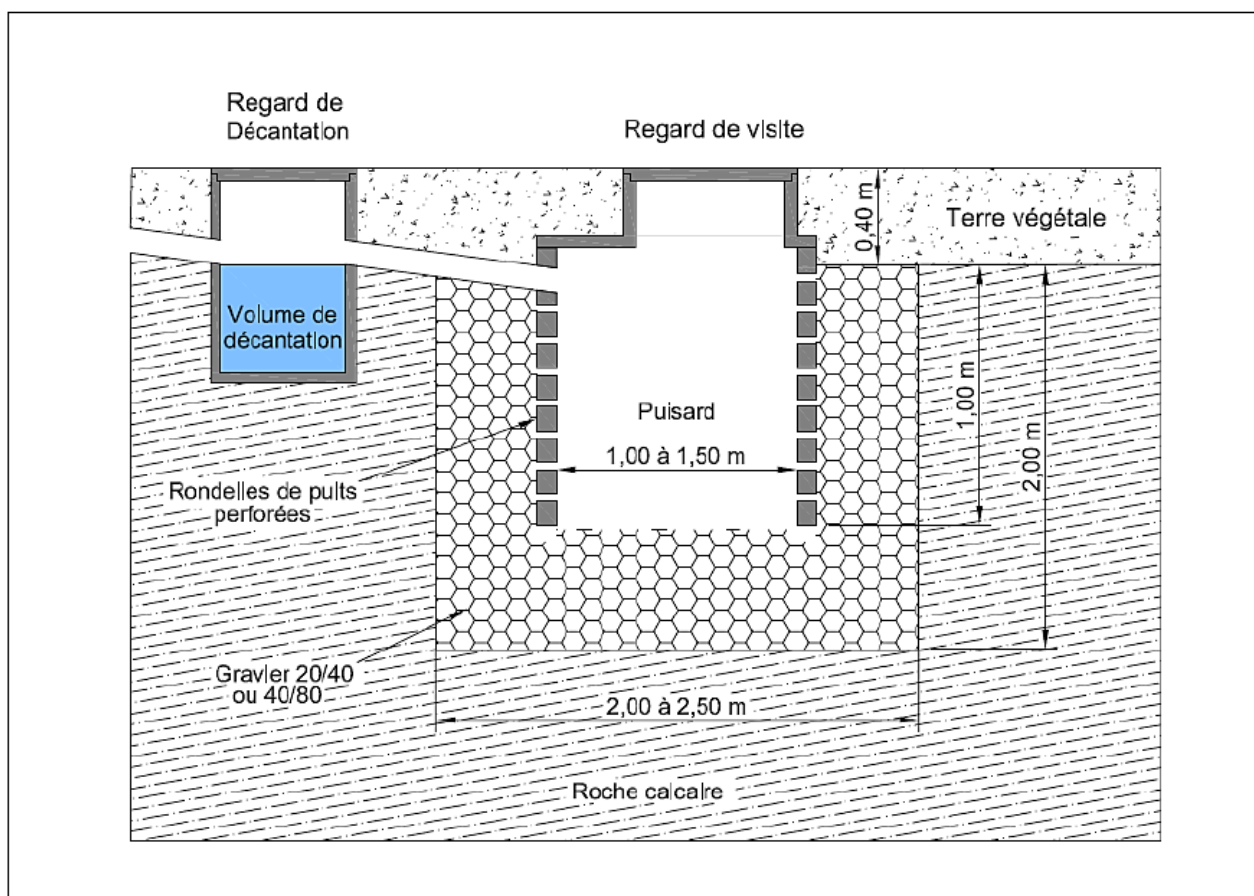 Regard de
Décantation
Regard de visite
0,40 m
Terre végétale
Volume de
décantation
1,00 m
2,00 m
Puisard
1,00 à 1,50 m
Rondelles de puits
perforées
Gravier 20/40
ou 40/80
2,00 à 2,50 m
Roche calcaire